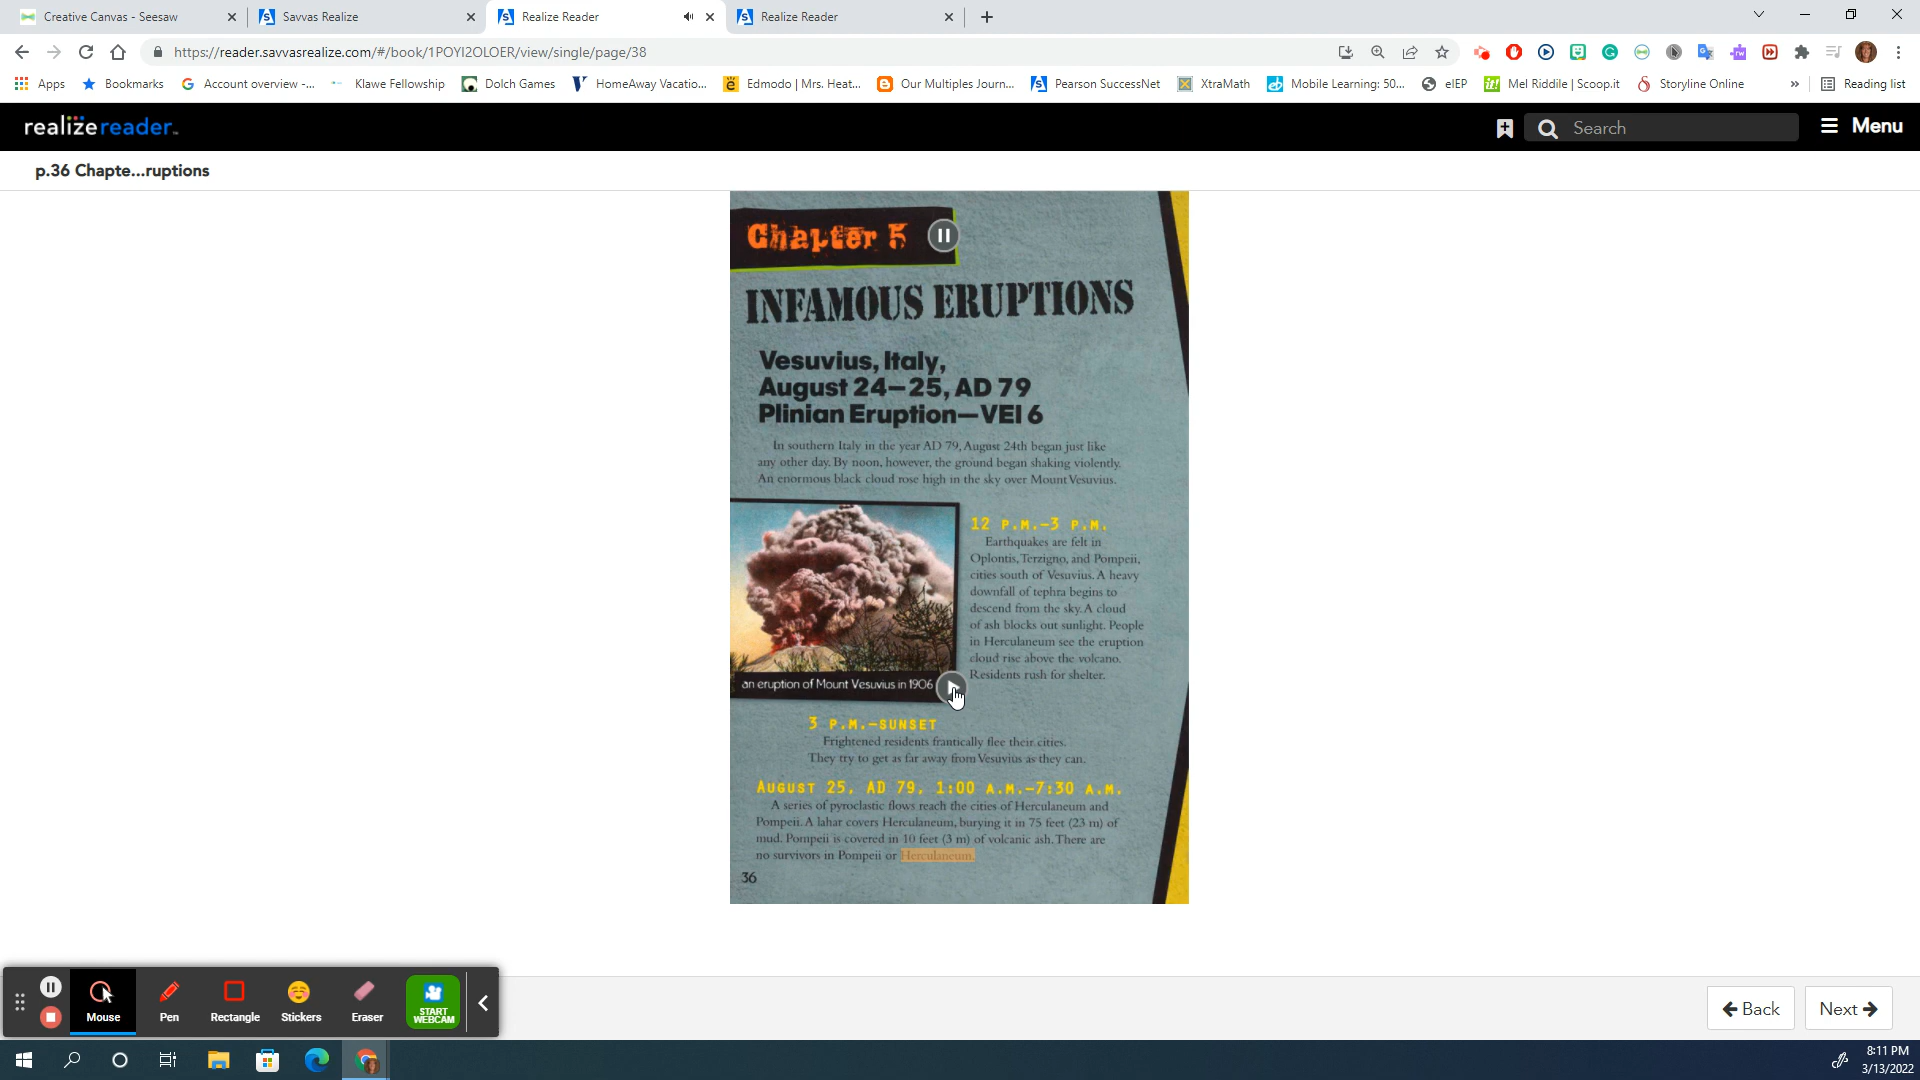 Creative Canvas - Seesaw
Savvas Realize
Realize Reader
Realize Reader
https://reader.savvasrealize.com/#/book/1POYI2OLOER/view/single/page/38
Apps
Bookmarks
Account overview -...
Klawe Fellowship
Dolch Games
HomeAway Vacatio...
Edmodo | Mrs. Heat...
Our Multiples Journ...
Pearson SuccessNet
XtraMath
Mobile Learning: 50...
eIEP
Mel Riddile | Scoop.it
Storyline Online
»
Reading list
realizereader™
Search
Menu
p.36 Chapte...ruptions
Chapter 5
INFAMOUS ERUPTIONS
Vesuvius, Italy,
August 24–25, AD 79
Plinian Eruption—VEI 6
In southern Italy in the year AD 79, August 24th began just like
any other day. By noon, however, the ground began shaking violently.
An enormous black cloud rose high in the sky over Mount Vesuvius.
12 P.M.–3 P.M.
Earthquakes are felt in
Oplontis, Terzigno, and Pompeii,
cities south of Vesuvius. A heavy
downfall of tephra begins to
descend from the sky. A cloud
of ash blocks out sunlight. People
in Herculaneum see the eruption
cloud rise above the volcano.
Residents rush for shelter.
an eruption of Mount Vesuvius in 1906
3 P.M.–SUNSET
Frightened residents frantically flee their cities.
They try to get as far away from Vesuvius as they can.
AUGUST 25, AD 79, 1:00 A.M.–7:30 A.M.
A series of pyroclastic flows reach the cities of Herculaneum and
Pompeii. A lahar covers Herculaneum, burying it in 75 feet (23 m) of
mud. Pompeii is covered in 10 feet (3 m) of volcanic ash. There are
no survivors in Pompeii or Herculaneum.
36
Mouse
Pen
Rectangle
Stickers
Eraser
START
WEBCAM
Back
Next
8:11 PM
3/13/2022